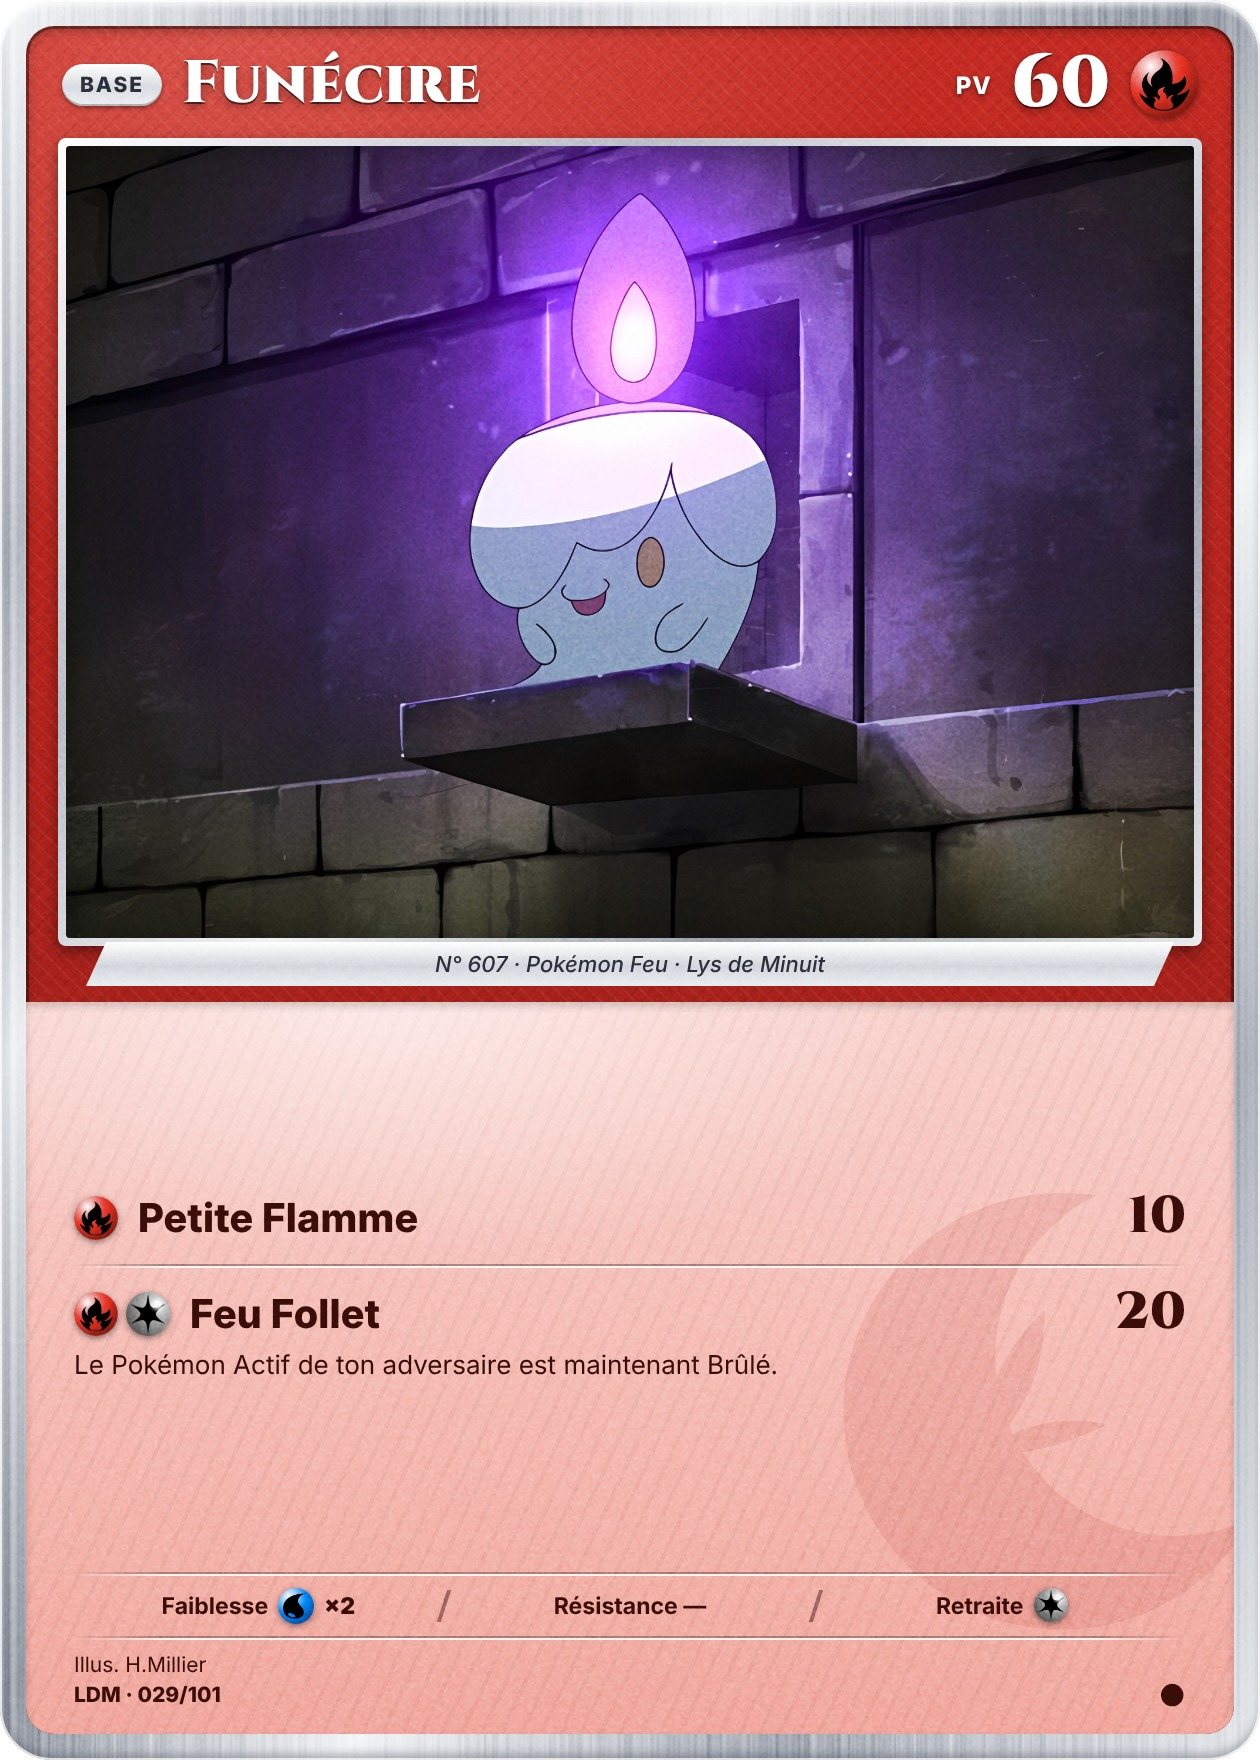 BASE FUNÉCIRE PV 60
N° 607 · Pokémon Feu · Lys de Minuit
Petite Flamme 10
Feu Follet 20
Le Pokémon Actif de ton adversaire est maintenant Brûlé.
Faiblesse ×2 / Résistance — / Retraite
Illus. H.Millier
LDM · 029/101